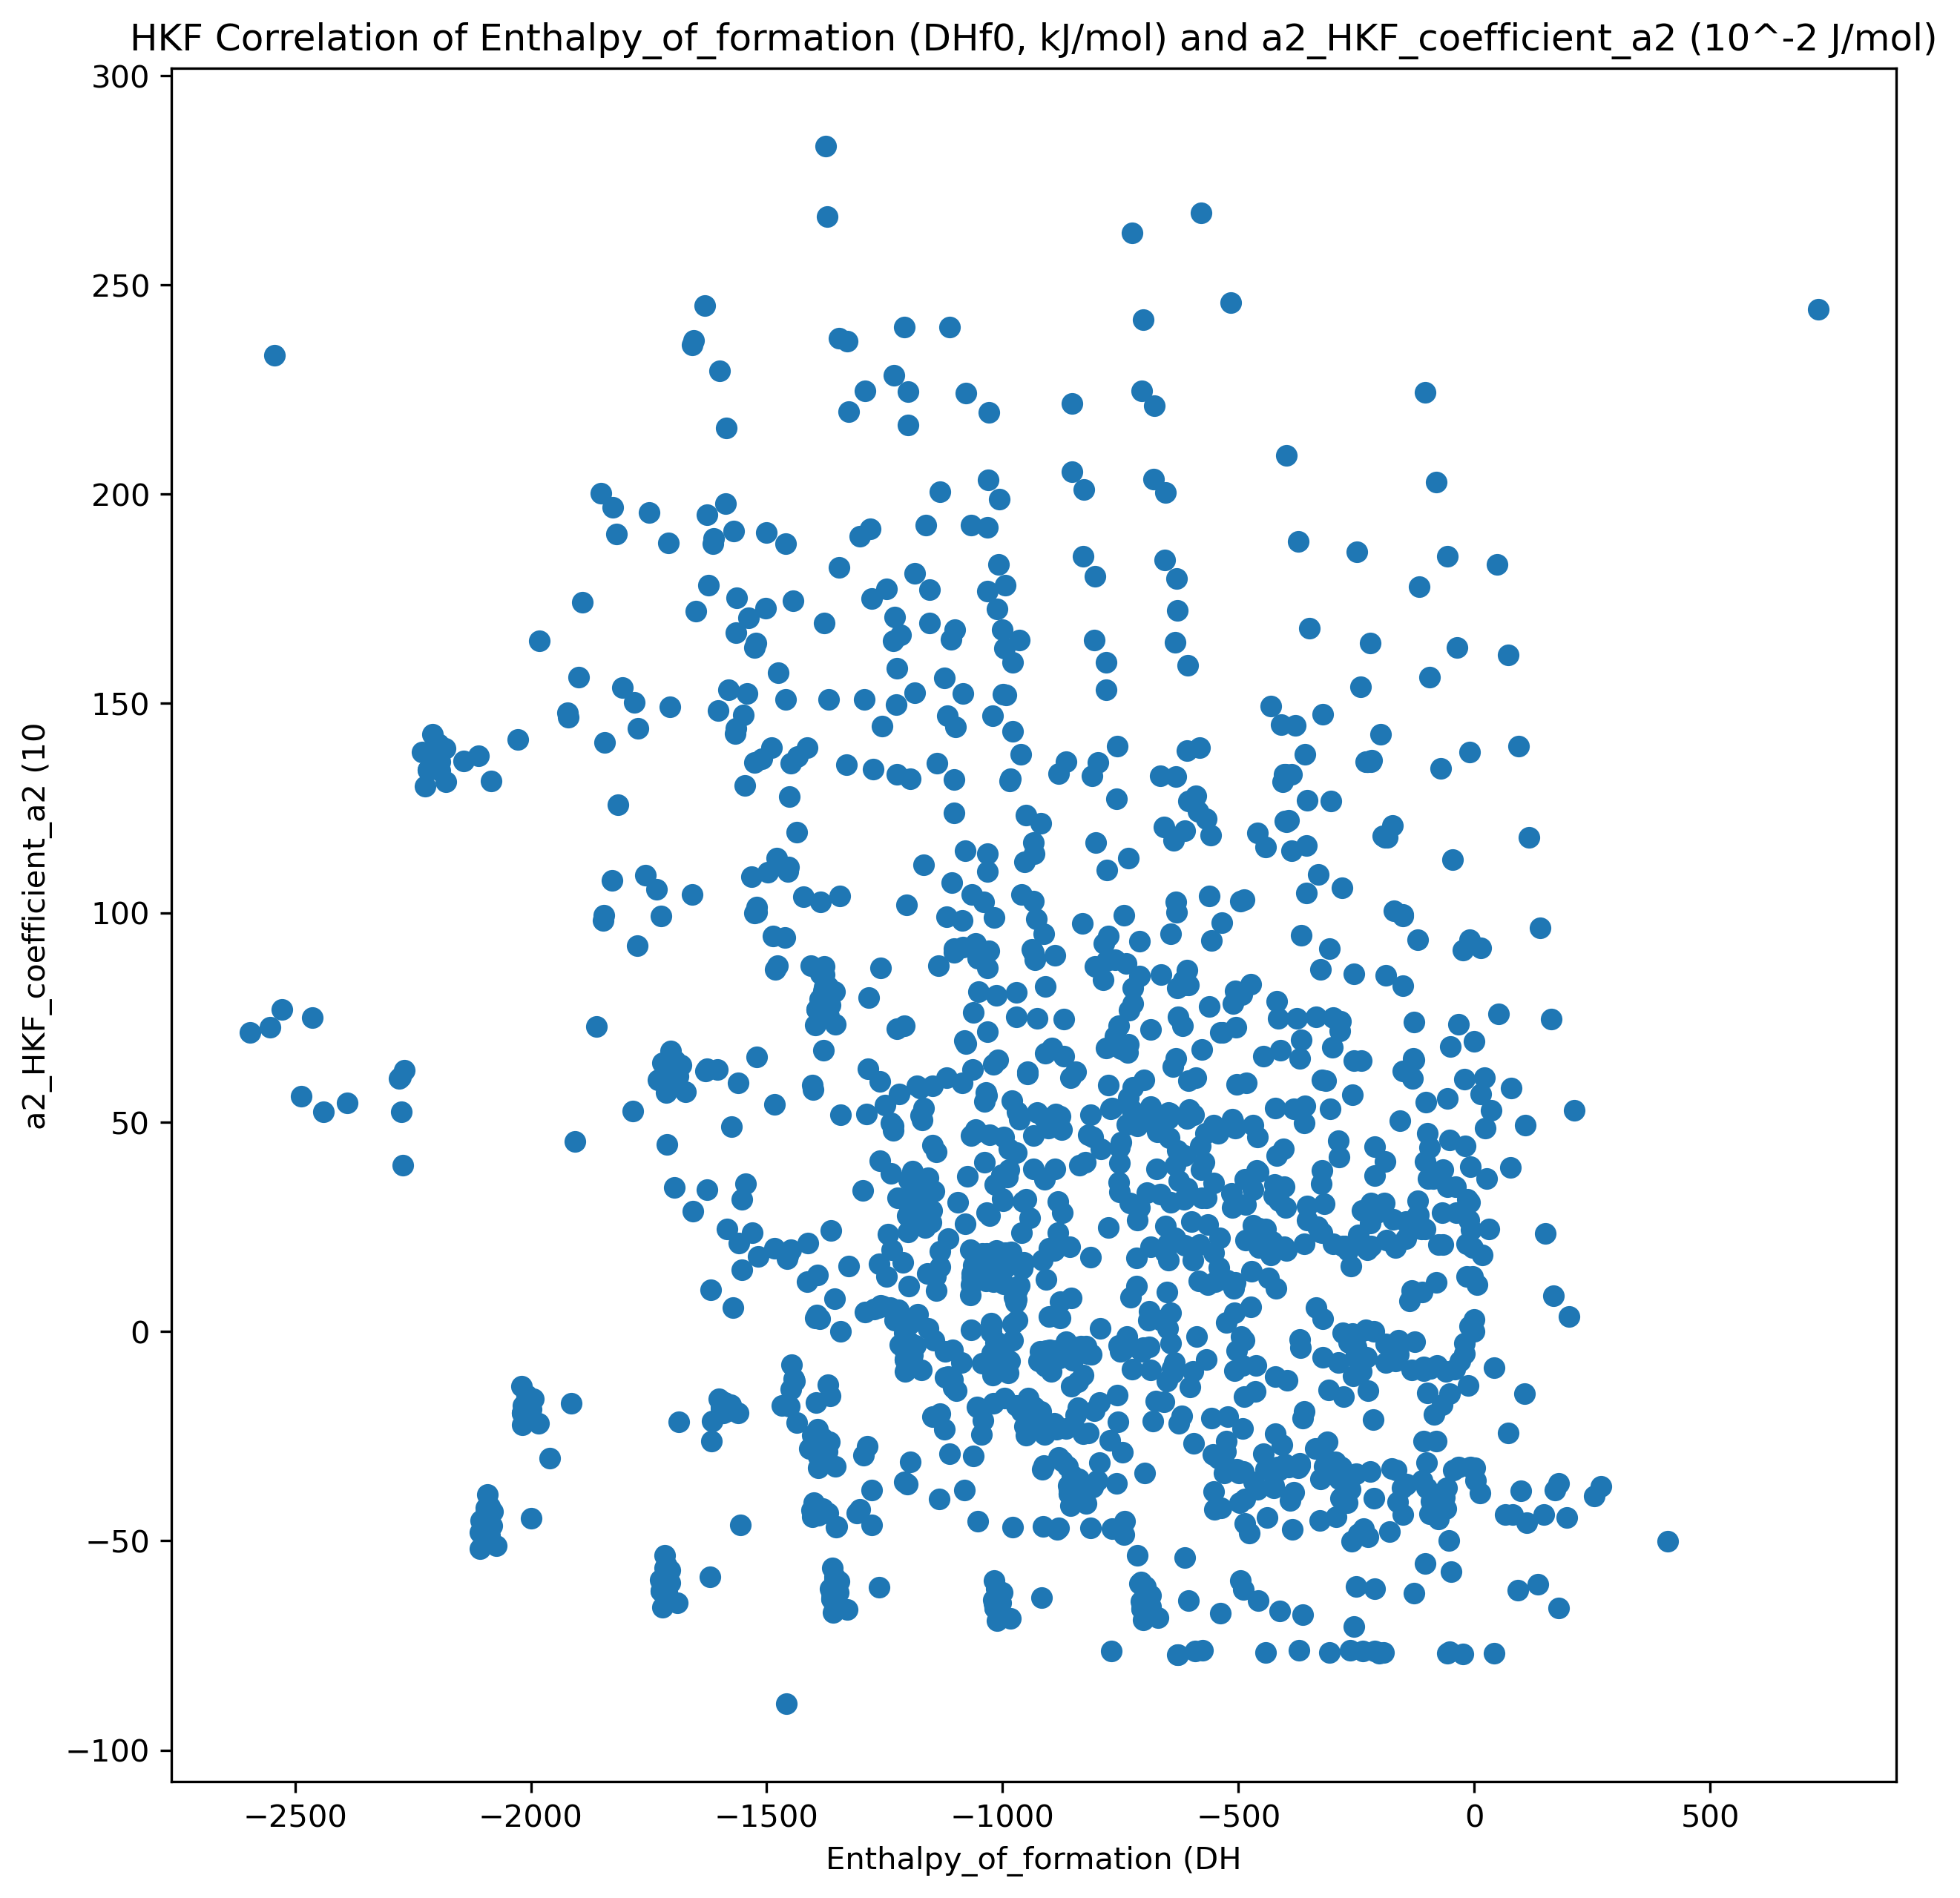 HKF Correlation of Enthalpy_of_formation (DHf0, kJ/mol) and a2_HKF_coefficient_a2 (10^-2 J/mol)
300
250
200
150
100
50
0
−50
−100
a2_HKF_coefficient_a2 (10
−2500 −2000 −1500 −1000 −500 0 500
Enthalpy_of_formation (DH